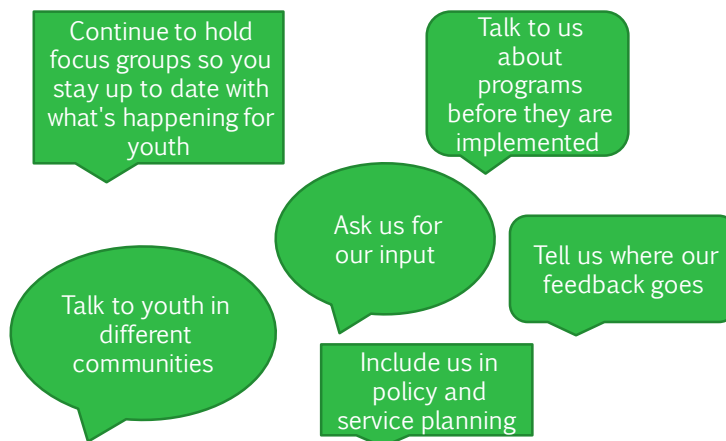 Continue to hold
focus groups so you
stay up to date with
what's happening for
youth
Talk to us
about
programs
before they are
implemented
Ask us for
our input
Tell us where our
feedback goes
Talk to youth in
different
communities
Include us in
policy and
service planning